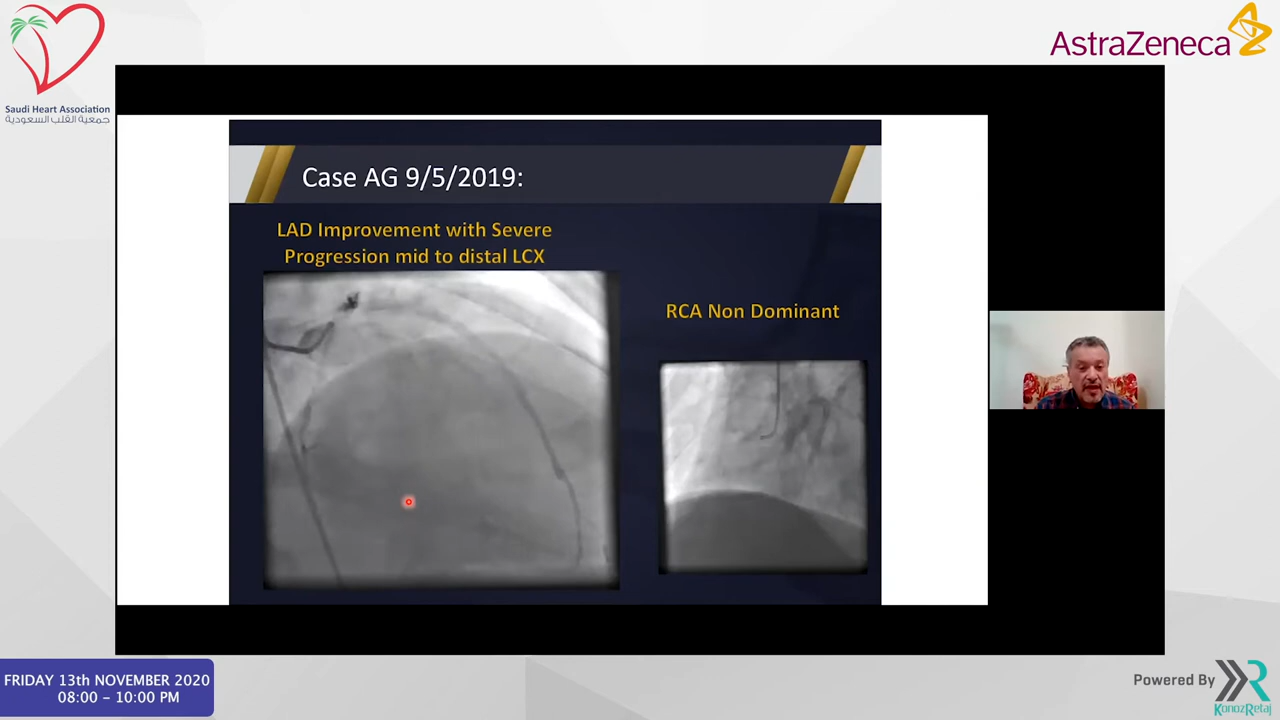 Saudi Heart Association
جمعية القلب السعودية
AstraZeneca
Case AG 9/5/2019:
LAD Improvement with Severe
Progression mid to distal LCX
RCA Non Dominant
FRIDAY 13th NOVEMBER 2020
08:00 – 10:00 PM
Powered By
KonozRetaj